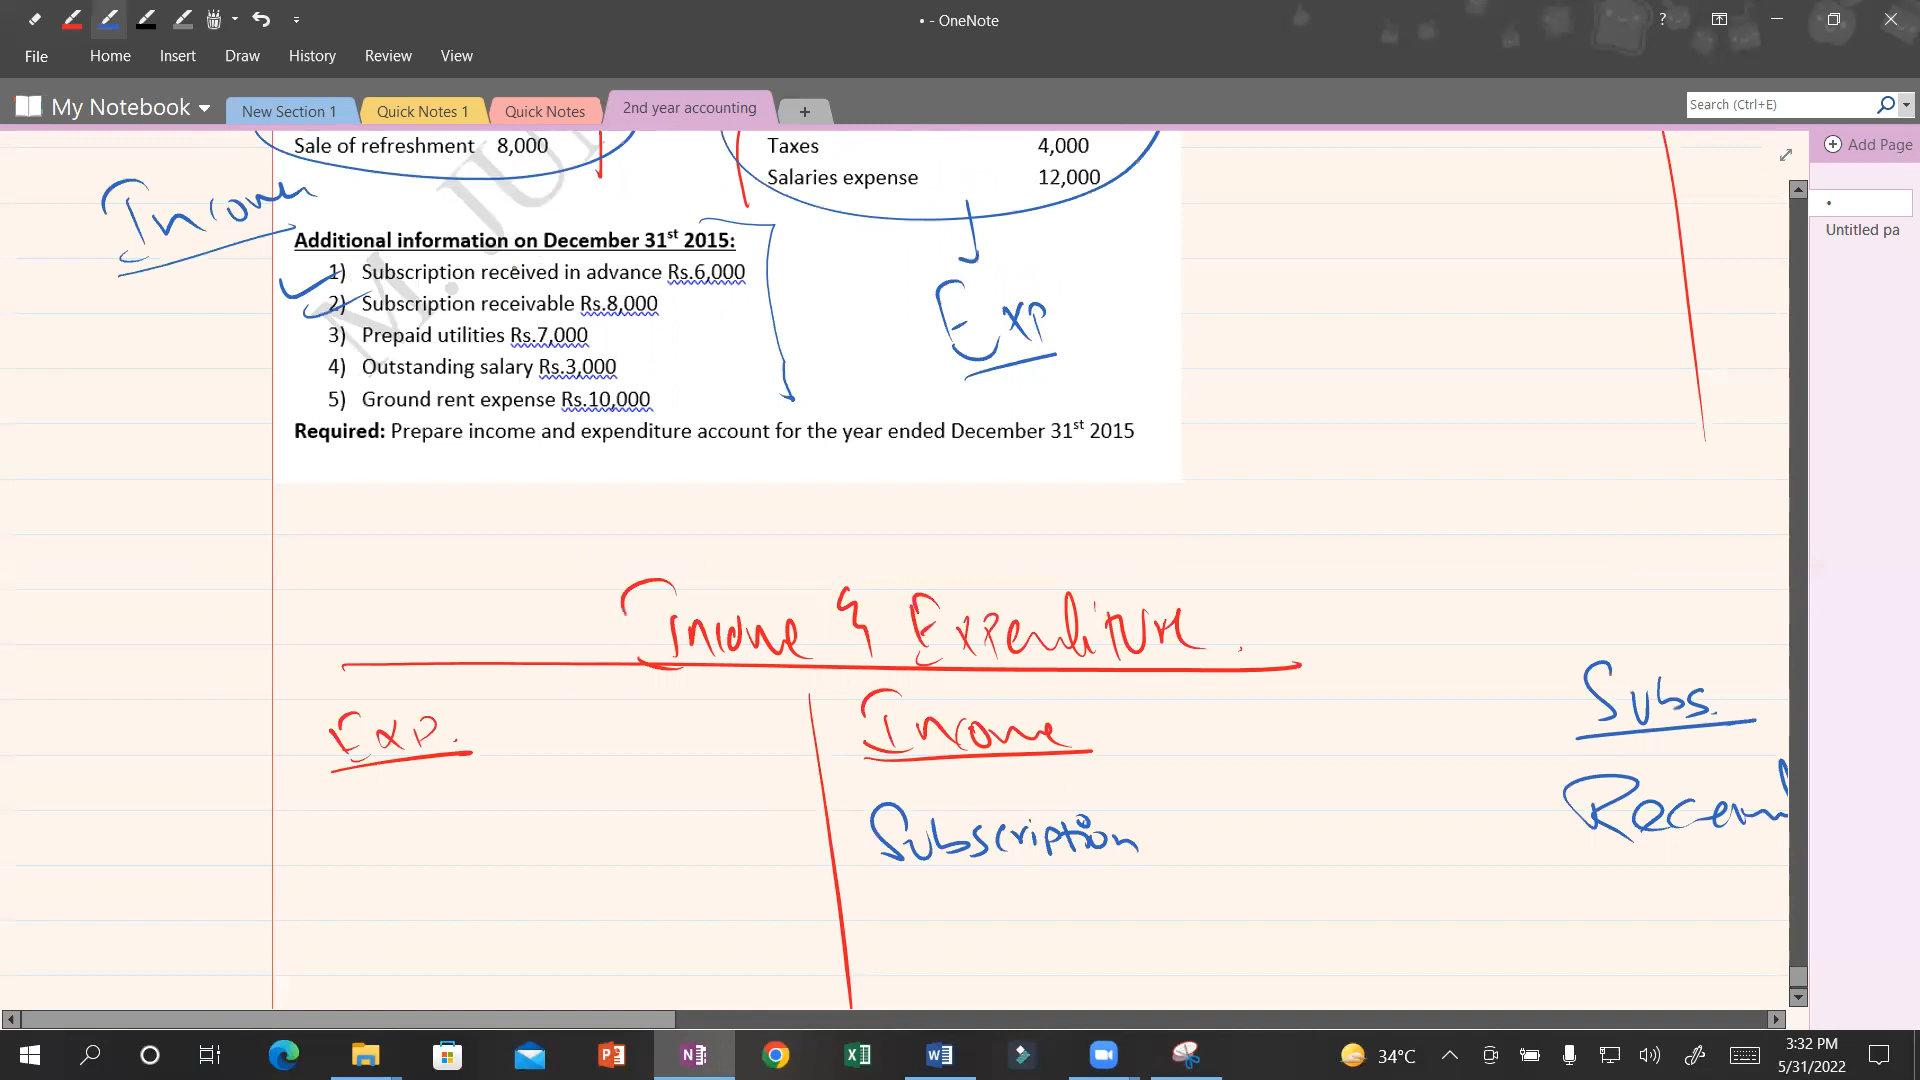 • - OneNote
?
File Home Insert Draw History Review View
My Notebook New Section 1 Quick Notes 1 Quick Notes 2nd year accounting +
Search (Ctrl+E)
Add Page
•
Untitled pa
Sale of refreshment 8,000 Taxes 4,000
Salaries expense 12,000
Income
M. JU
Additional information on December 31st 2015:
1) Subscription received in advance Rs.6,000
2) Subscription receivable Rs.8,000
3) Prepaid utilities Rs.7,000
4) Outstanding salary Rs.3,000
5) Ground rent expense Rs.10,000
Exp
Required: Prepare income and expenditure account for the year ended December 31st 2015
Income & Expenditure.
Exp. Income
Subscription
Subs.
34°C
3:32 PM
5/31/2022